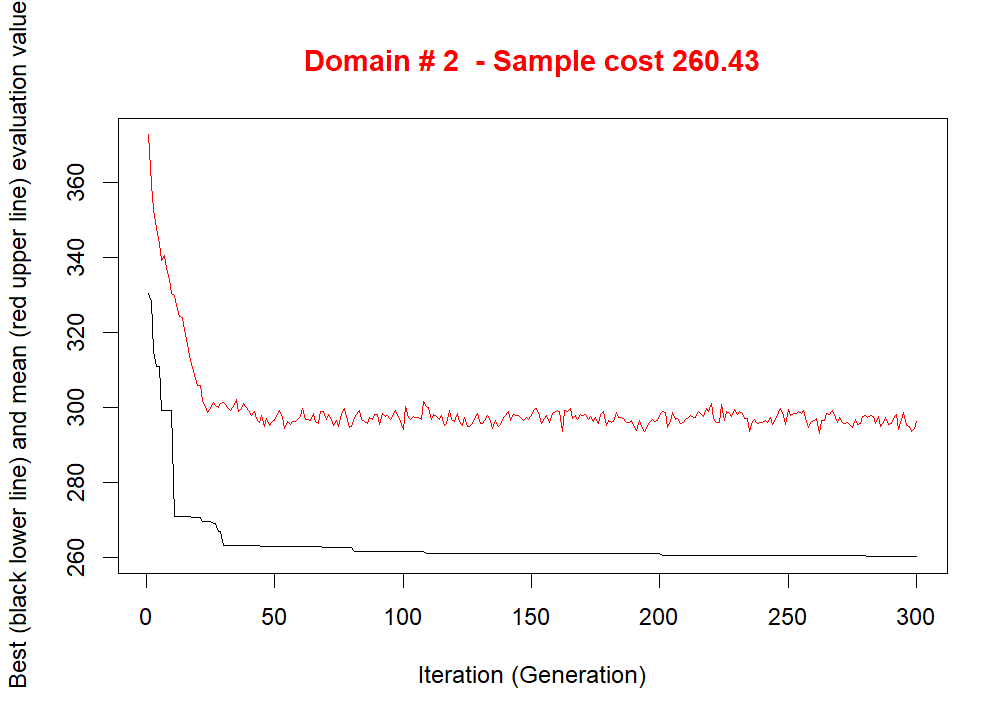 Domain # 2  - Sample cost 260.43
Best (black lower line) and mean (red upper line) evaluation value
360
340
320
300
280
260
0 50 100 150 200 250 300
Iteration (Generation)